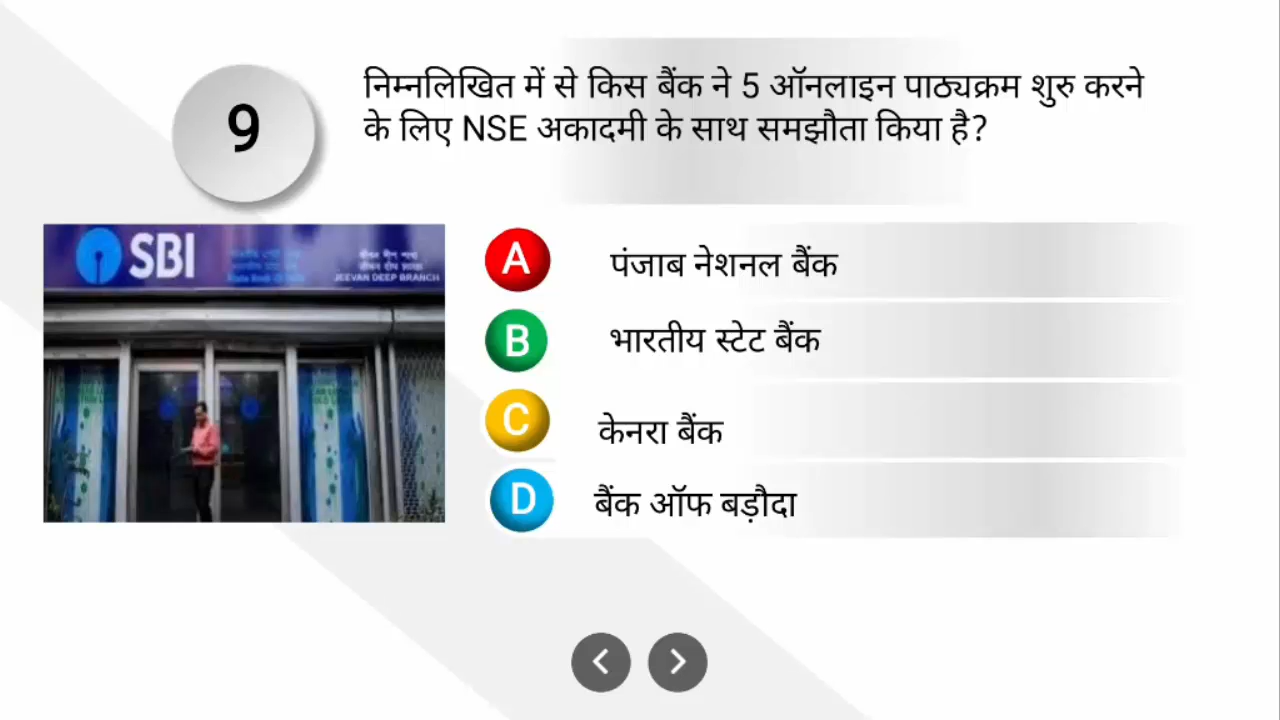 9
निम्नलिखित में से किस बैंक ने 5 ऑनलाइन पाठ्यक्रम शुरु करने
के लिए NSE अकादमी के साथ समझौता किया है?
SBI
JEEVAN DEEP BRANCH
A पंजाब नेशनल बैंक
B भारतीय स्टेट बैंक
C केनरा बैंक
D बैंक ऑफ बड़ौदा